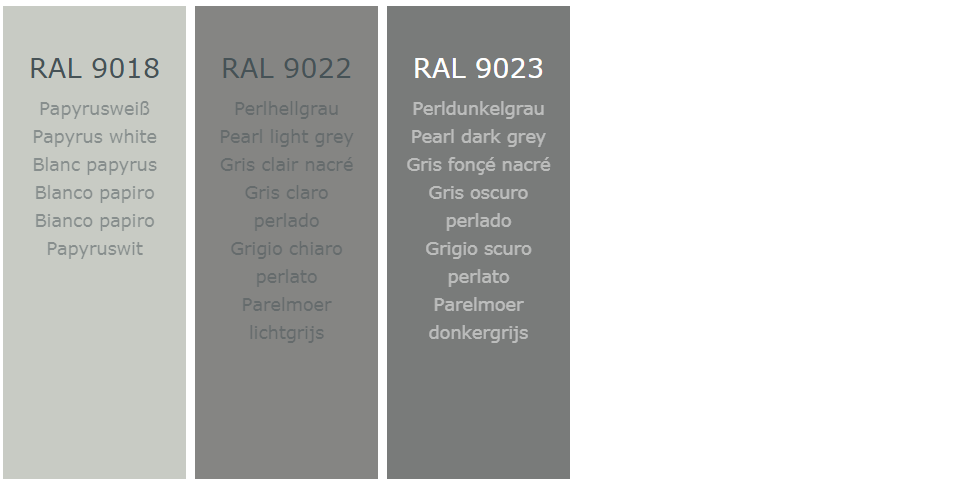 RAL 9018
Papyrusweiß
Papyrus white
Blanc papyrus
Blanco papiro
Bianco papiro
Papyruswit
RAL 9022
Perlhellgrau
Pearl light grey
Gris clair nacré
Gris claro
perlado
Grigio chiaro
perlato
Parelmoer
lichtgrijs
RAL 9023
Perldunkelgrau
Pearl dark grey
Gris fonçé nacré
Gris oscuro
perlado
Grigio scuro
perlato
Parelmoer
donkergrijs